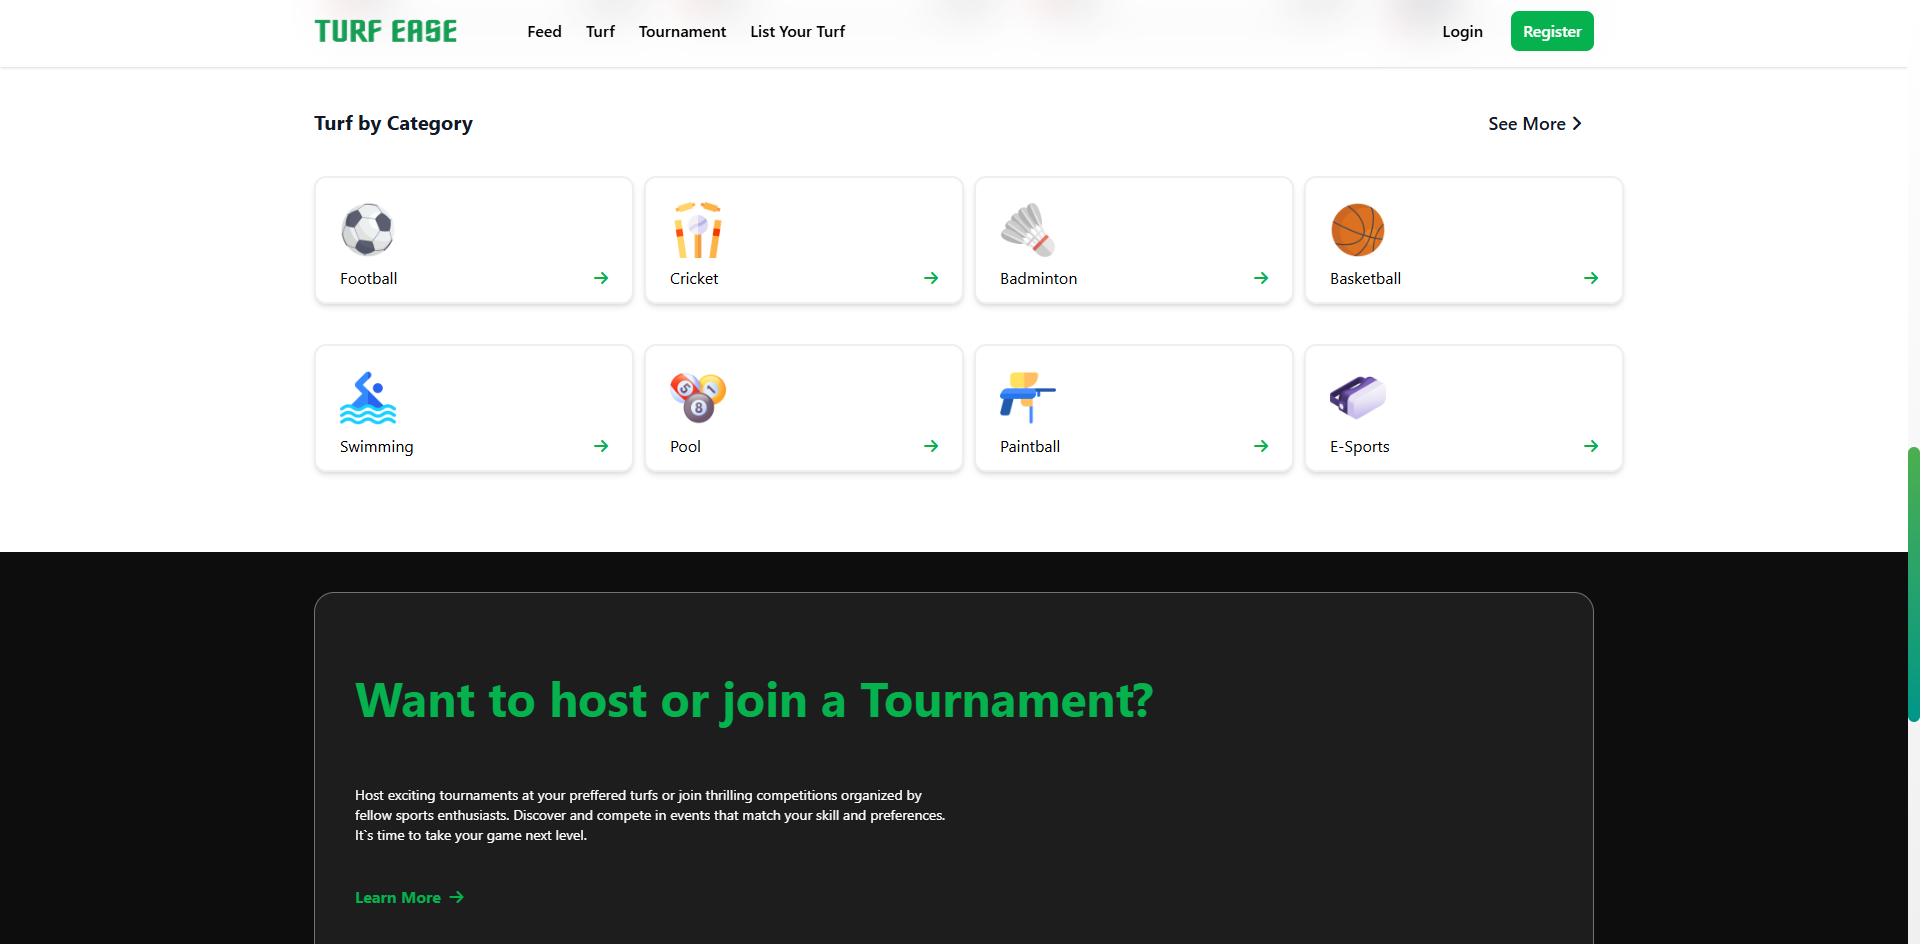 TURF EASE
Feed
Turf
Tournament
List Your Turf
Login
Register
Turf by Category
See More
Football
Cricket
Badminton
Basketball
5
1
8
Swimming
Pool
Paintball
E-Sports
Want to host or join a Tournament?
Host exciting tournaments at your preffered turfs or join thrilling competitions organized by
fellow sports enthusiasts. Discover and compete in events that match your skill and preferences.
It`s time to take your game next level.
Learn More